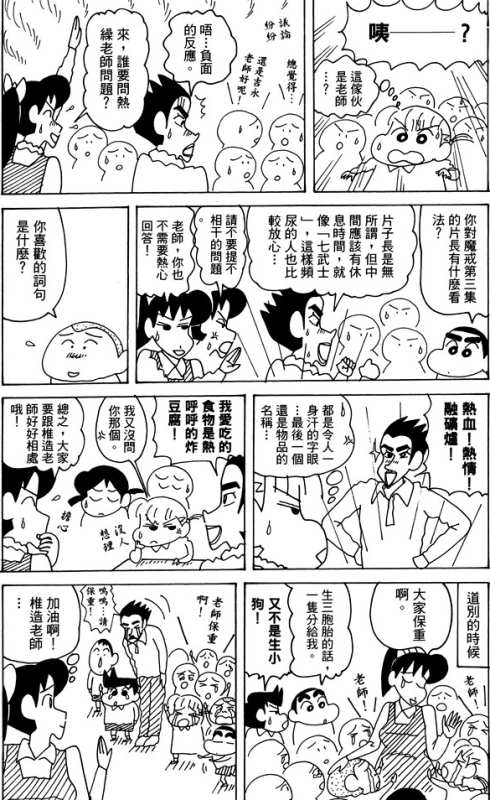 咦———?
這傢伙
是老師
…?
總覺得…
還是吉永
老師好呢!
議論
紛紛
唔…負面
的反應。
來，誰要問熱
繰老師問題?
你對魔戒第三集
的片長有什麼看
法?
片子長是無
所謂，但中
間應該有休
息時間，就
像「七武士
」，這樣頻
尿的人也比
較放心…
請不要提不
相干的問題
。
老師，你也
不需要熱心
回答!
你喜歡的詞句
是什麼?
熱血!熱情!
融礦爐!
都是令人一
身汗的字眼
…最後一個
還是物品的
名稱…
我愛吃的
食物是熱
呼呼的炸
豆腐!
我又沒問
你那個。
沒人
想理
擔心
總之，大家
要跟椎造老
師好好相處
哦!
道別的時候
大家保重
啊。
老師
老師
生三胞胎的話，
一隻分給我。
又不是生小
狗!
老師保重
啊!
嗚嗚…請
保重!
加油啊!
椎造老師
…